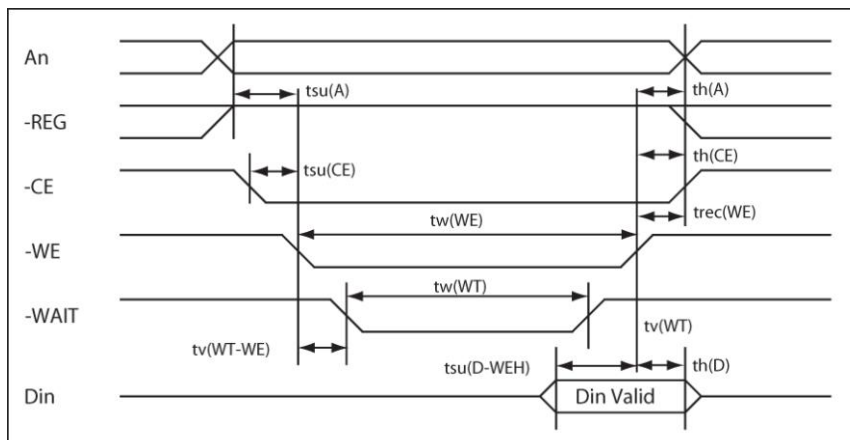 An
tsu(A)
th(A)
-REG
tsu(CE)
th(CE)
-CE
tw(WE)
trec(WE)
-WE
tw(WT)
-WAIT
tv(WT-WE)
tv(WT)
tsu(D-WEH)
th(D)
Din
Din Valid